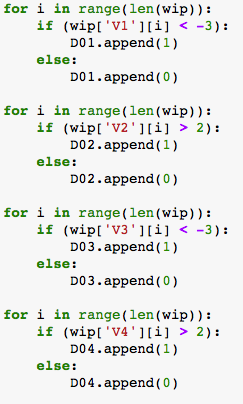 for i in range(len(wip)):
    if (wip['V1'][i] < -3):
        D01.append(1)
    else:
        D01.append(0)

for i in range(len(wip)):
    if (wip['V2'][i] > 2):
        D02.append(1)
    else:
        D02.append(0)

for i in range(len(wip)):
    if (wip['V3'][i] < -3):
        D03.append(1)
    else:
        D03.append(0)

for i in range(len(wip)):
    if (wip['V4'][i] > 2):
        D04.append(1)
    else:
        D04.append(0)